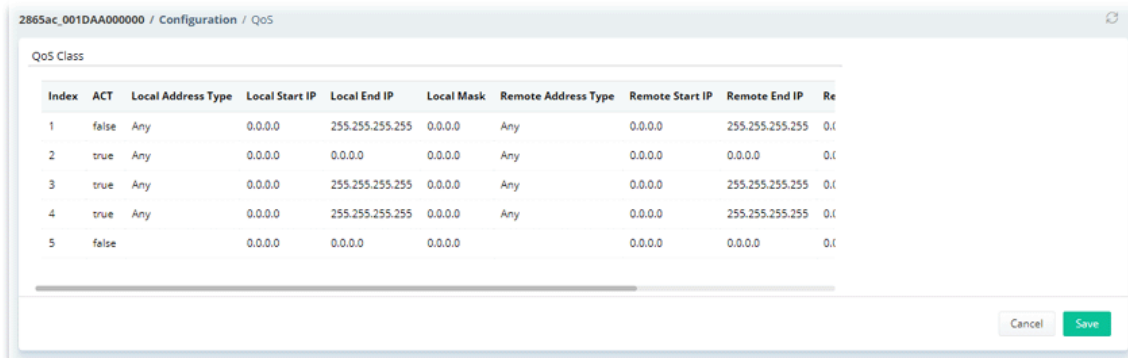 2865ac_001DAA000000 / Configuration / QoS
QoS Class
Index ACT Local Address Type Local Start IP Local End IP Local Mask Remote Address Type Remote Start IP Remote End IP Re
1 false Any 0.0.0.0 255.255.255.255 0.0.0.0 Any 0.0.0.0 255.255.255.255 0.(
2 true Any 0.0.0.0 0.0.0.0 0.0.0.0 Any 0.0.0.0 0.0.0.0 0.(
3 true Any 0.0.0.0 255.255.255.255 0.0.0.0 Any 0.0.0.0 255.255.255.255 0.(
4 true Any 0.0.0.0 255.255.255.255 0.0.0.0 Any 0.0.0.0 255.255.255.255 0.(
5 false 0.0.0.0 0.0.0.0 0.0.0.0 0.0.0.0 0.0.0.0 0.(
Cancel Save